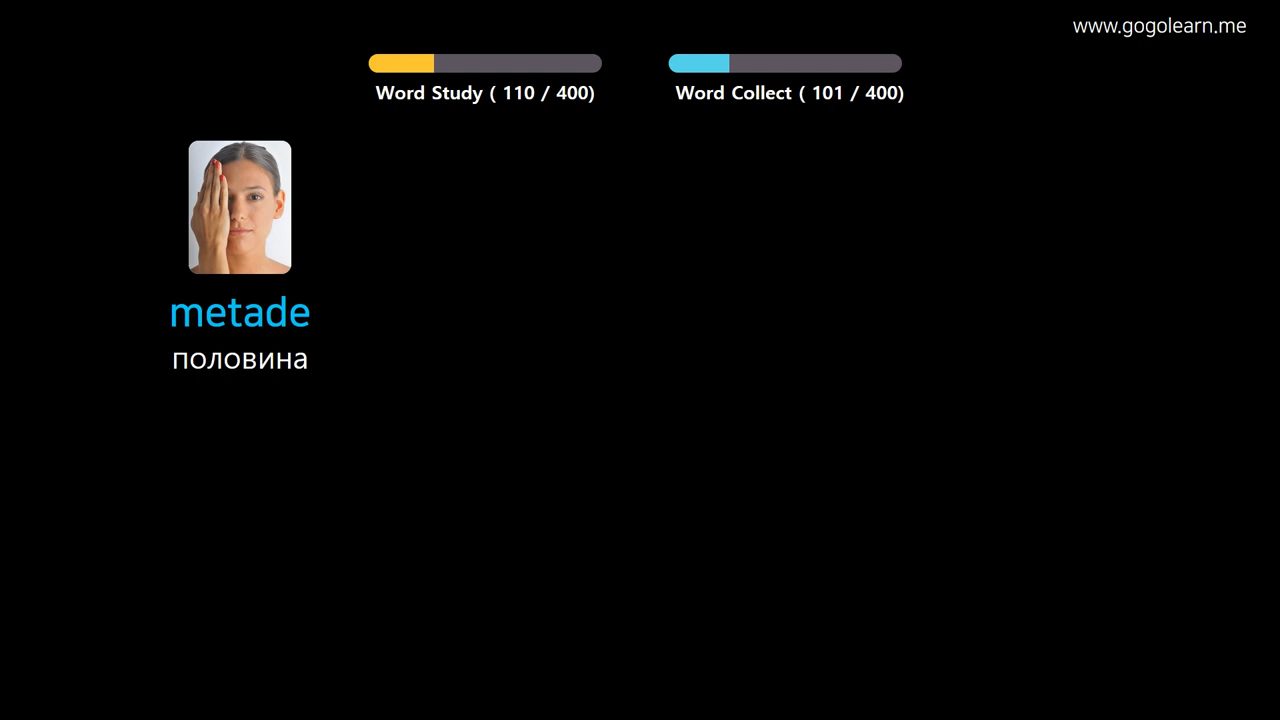 www.gogolearn.me
Word Study ( 110 / 400)
Word Collect ( 101 / 400)
metade
половина